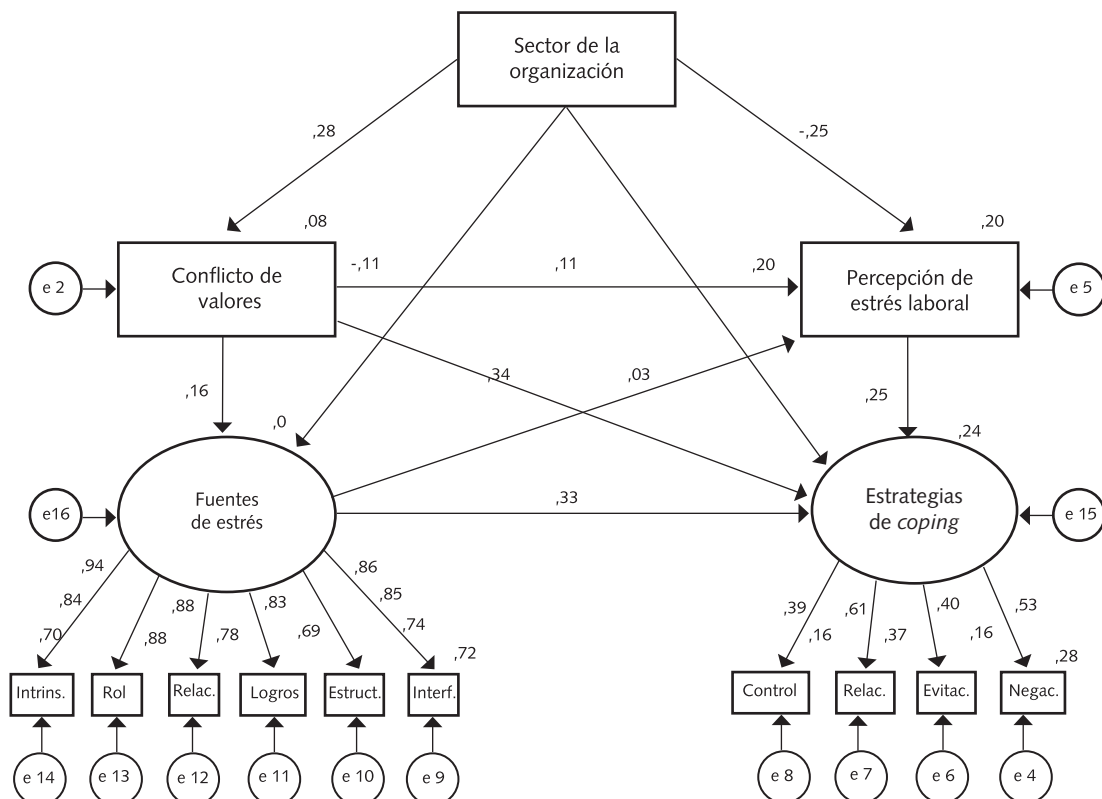 Sector de la
organización
,28
-,25
,08
,20
Conflicto de
valores
-,11
,11
,20
Percepción de
estrés laboral
e 2
e 5
,16
,34
,03
,25
,0
,24
Fuentes
de estrés
Estrategias
de coping
e16
,33
e 15
,94
,84
,70
,88
,88
,78
,83
,69
,86
,85
,74
,72
,39
,16
,61
,37
,40
,16
,53
,28
Intrins.
Rol
Relac.
Logros
Estruct.
Interf.
Control
Relac.
Evitac.
Negac.
e 14
e 13
e 12
e 11
e 10
e 9
e 8
e 7
e 6
e 4